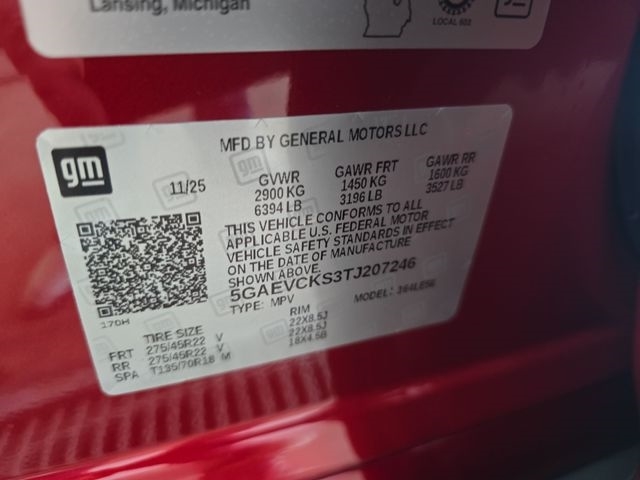 Lansing, Michigan
LOCAL 602
MFD BY GENERAL MOTORS LLC
gm
11/25
GVWR
2900 KG
6394 LB
GAWR FRT
1450 KG
3196 LB
GAWR RR
1600 KG
3527 LB
THIS VEHICLE CONFORMS TO ALL
APPLICABLE U.S. FEDERAL MOTOR
VEHICLE SAFETY STANDARDS IN EFFECT
ON THE DATE OF MANUFACTURE
SHOWN ABOVE.
5GAEVCKS3TJ207246
TYPE: MPV
MODEL:
170H
TIRE SIZE
RIM
FRT 275/45R22 V 22X8.5J
RR 275/45R22 V 22X8.5J
SPA T135/70R18 M 18X4.5B